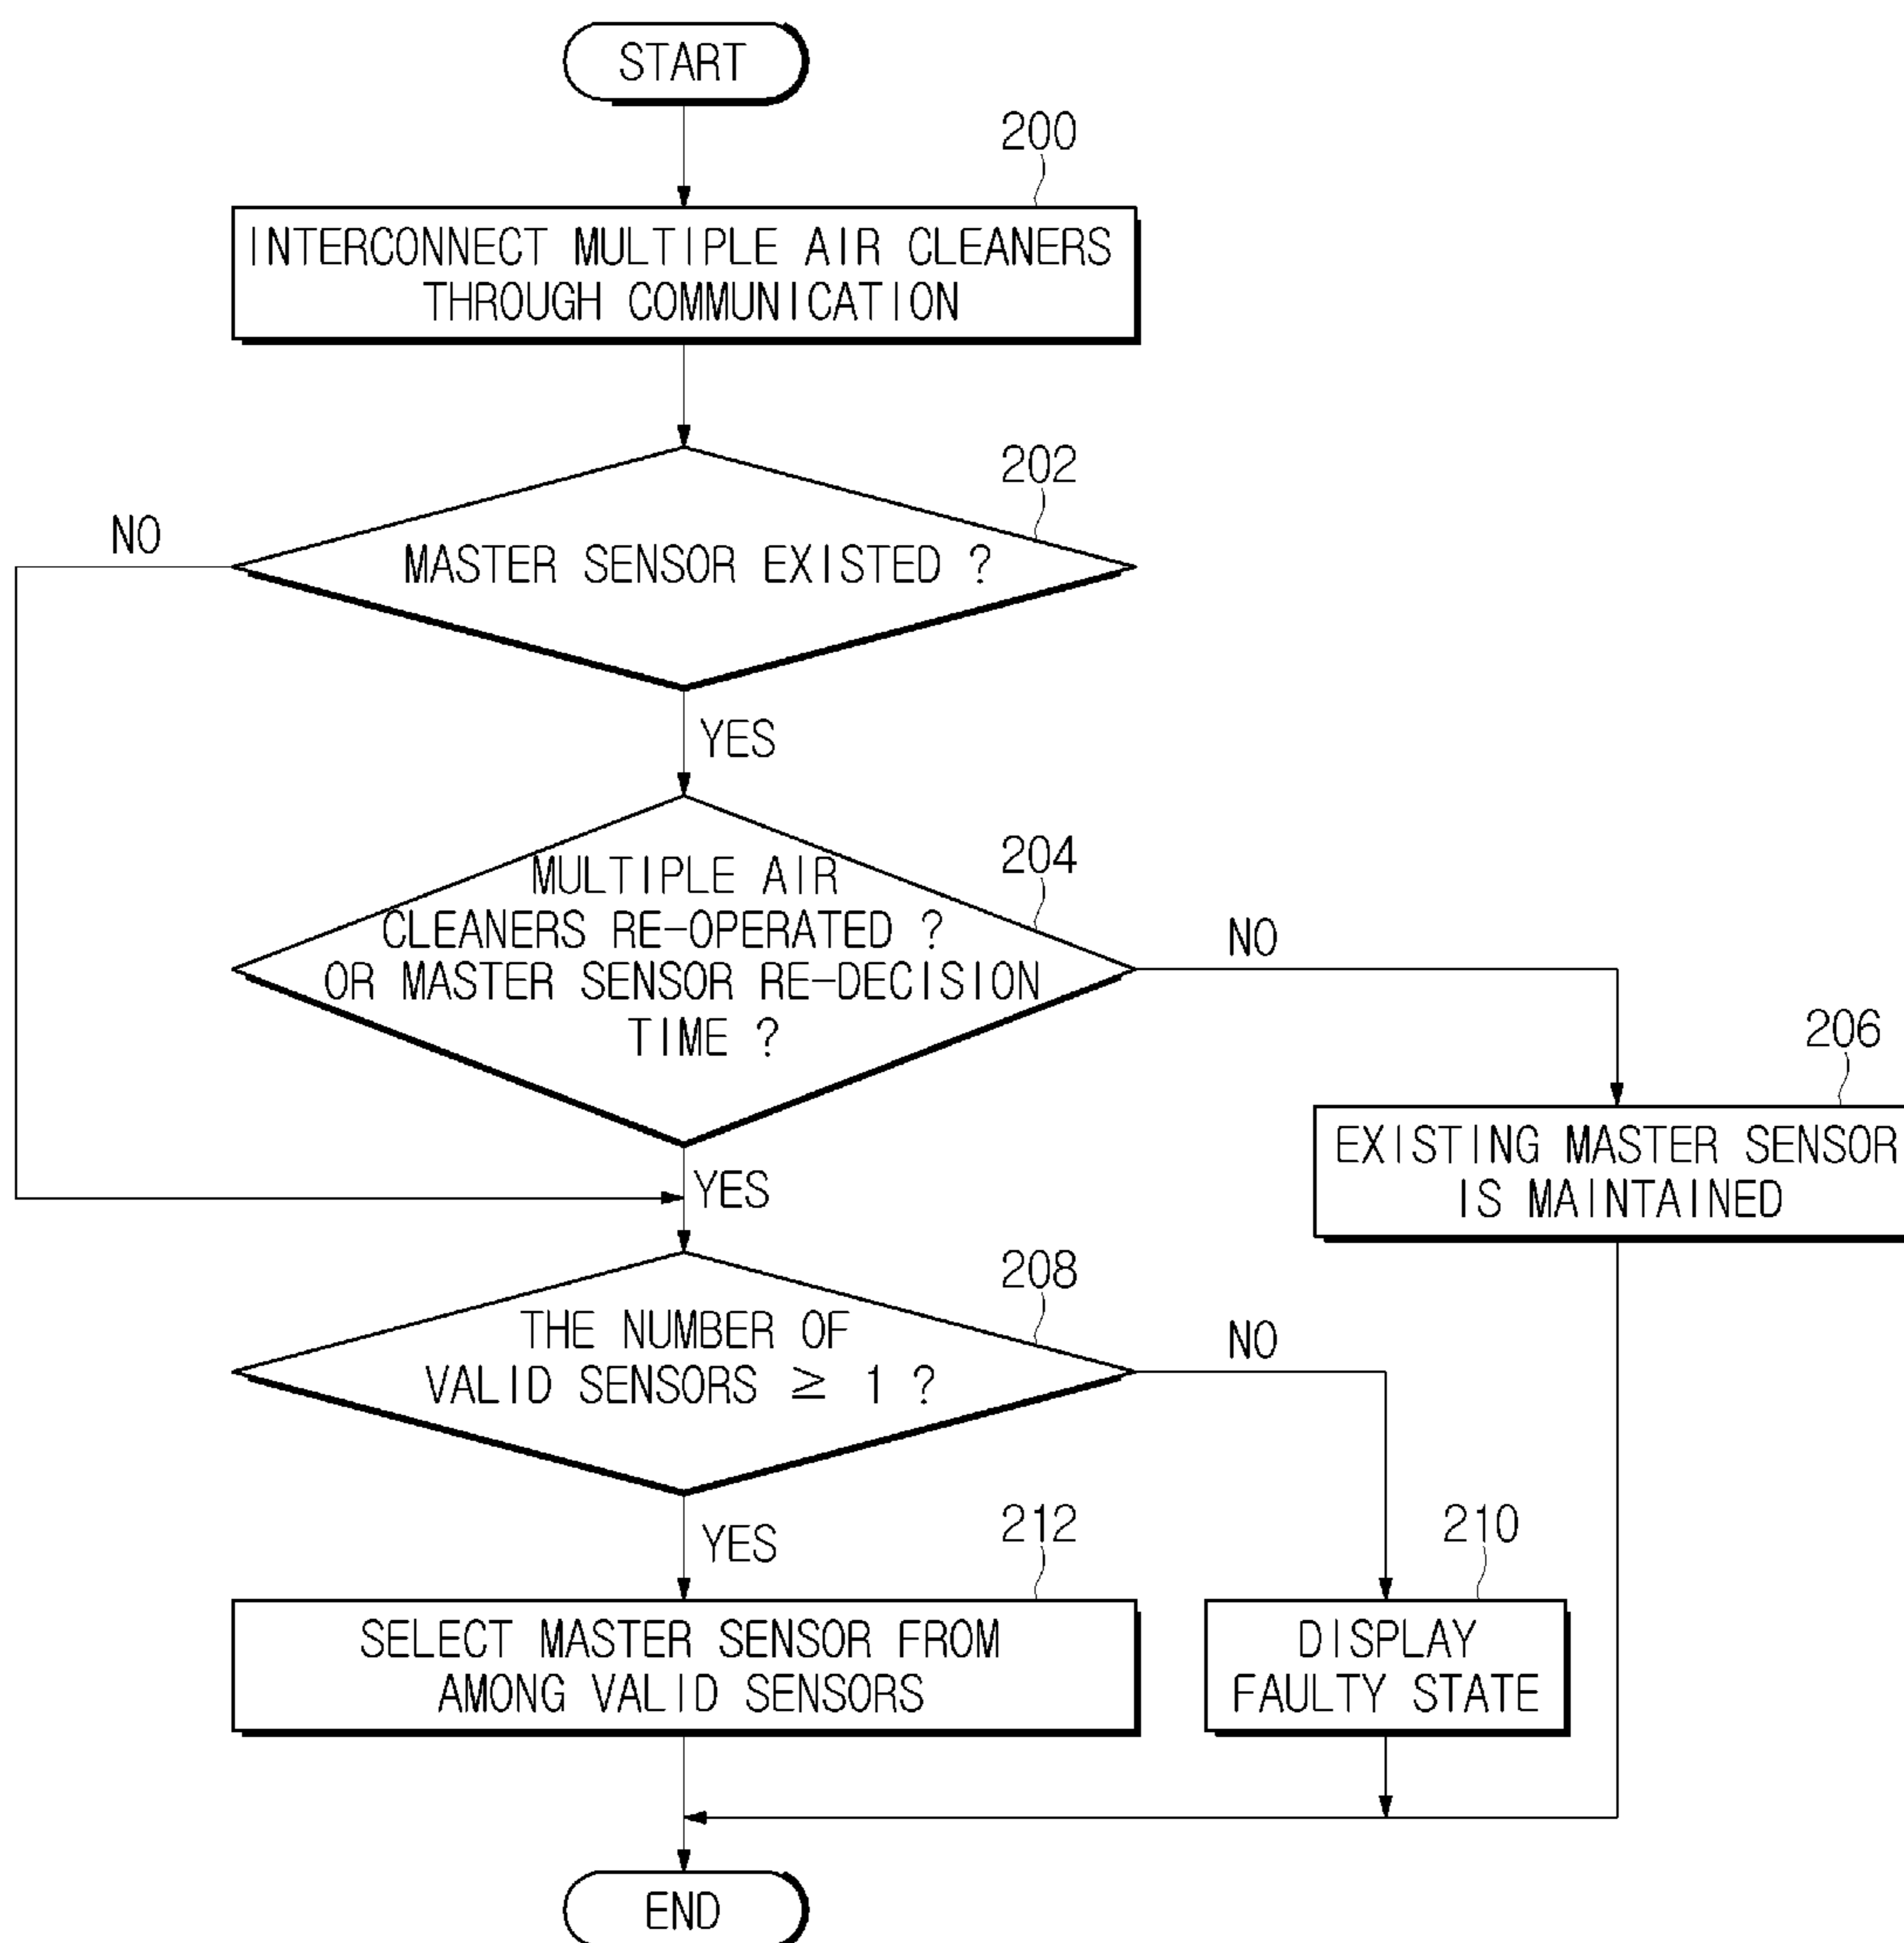 START
200
INTERCONNECT MULTIPLE AIR CLEANERS
THROUGH COMMUNICATION
202
NO
MASTER SENSOR EXISTED ?
YES
204
MULTIPLE AIR
CLEANERS RE-OPERATED ?
OR MASTER SENSOR RE-DECISION
TIME ?
NO
206
EXISTING MASTER SENSOR
IS MAINTAINED
YES
208
THE NUMBER OF
VALID SENSORS ≥ 1 ?
NO
YES
212
SELECT MASTER SENSOR FROM
AMONG VALID SENSORS
210
DISPLAY
FAULTY STATE
END